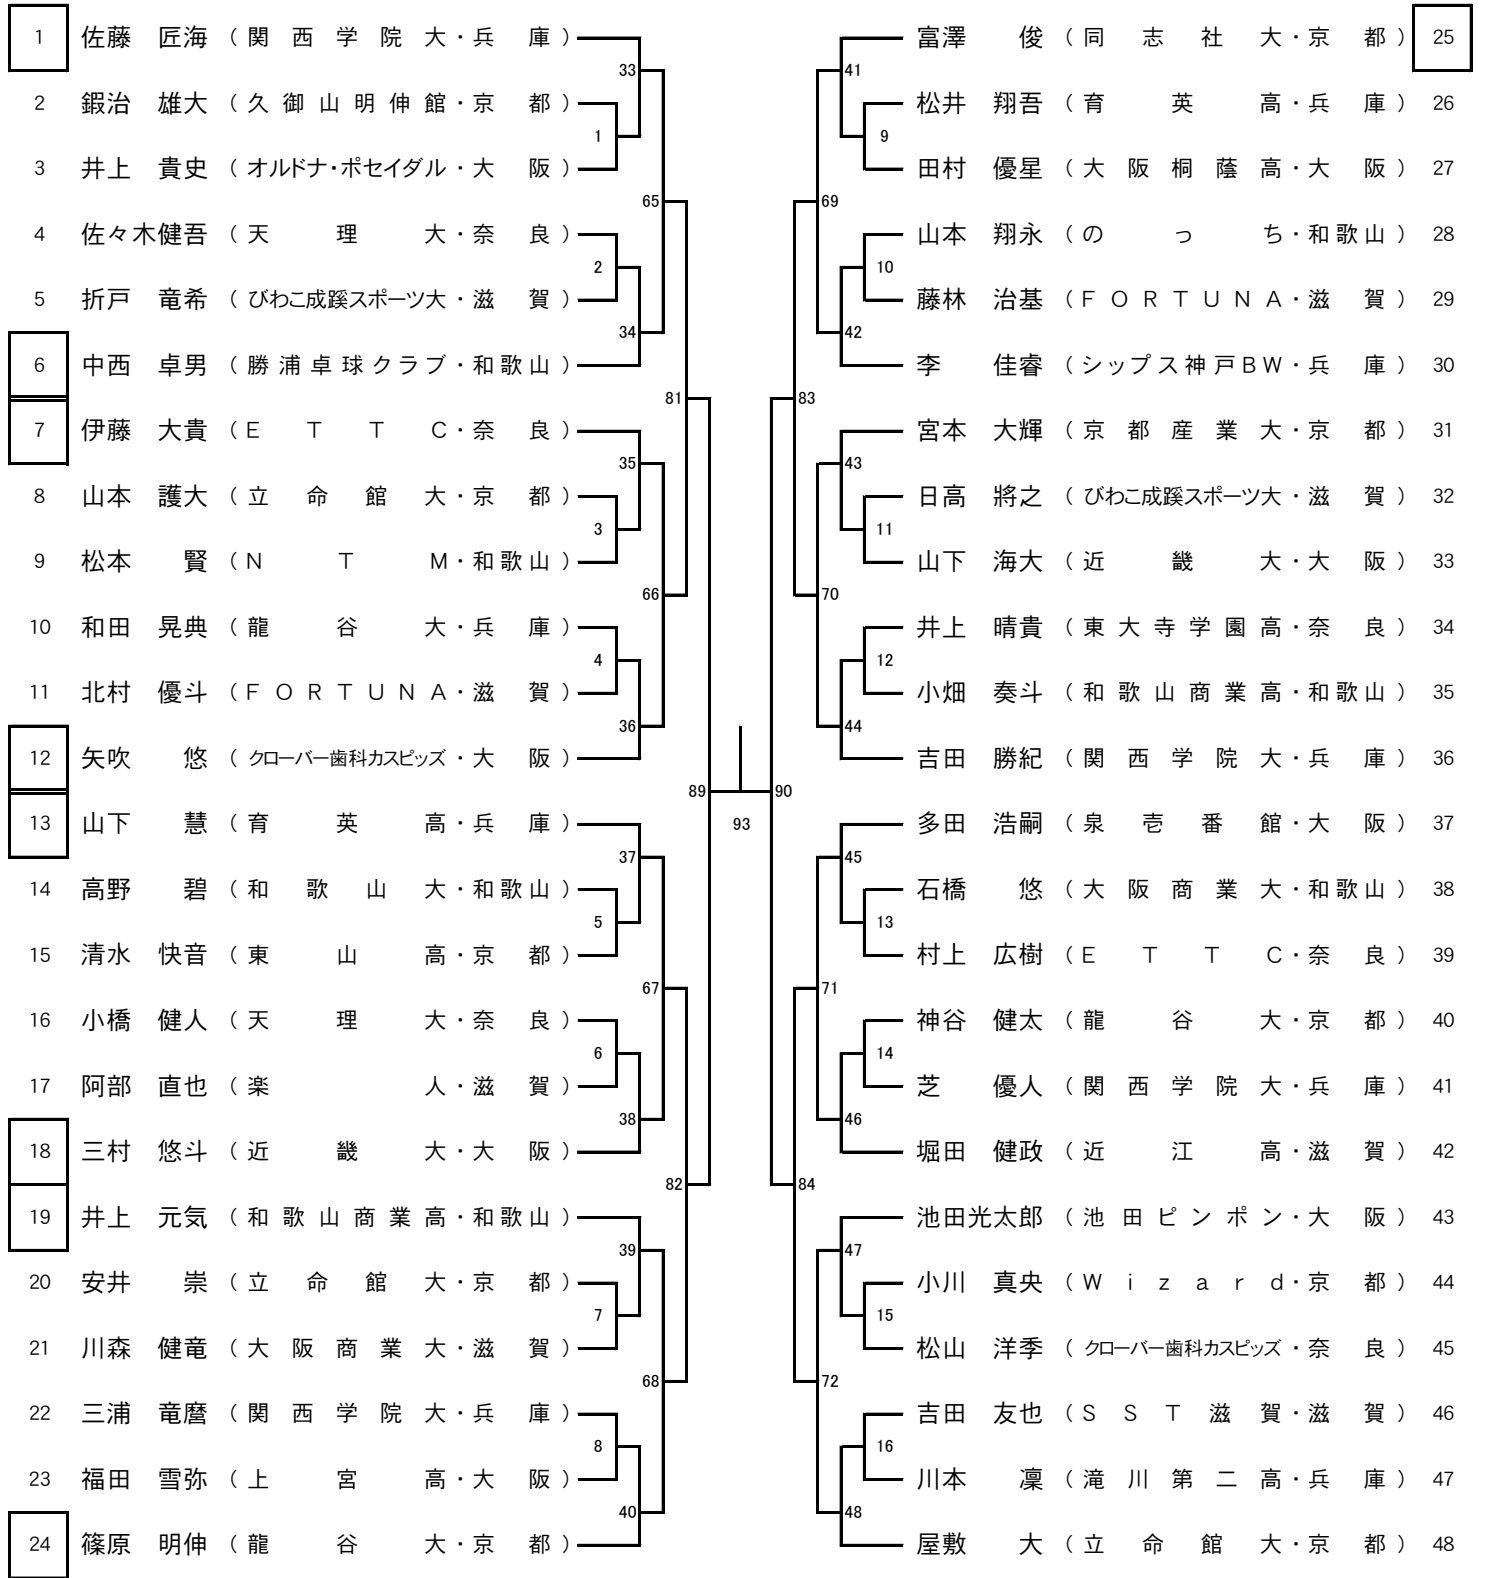 1 佐藤 匠海 (関西学院大・兵庫)
33
2 鍜治 雄大 (久御山明伸館・京都)
1
3 井上 貴史 (オルドナ・ポセイダル・大阪)
65
4 佐々木健吾 (天理大・奈良)
2
5 折戸 竜希 (びわこ成蹊スポーツ大・滋賀)
34
6 中西 卓男 (勝浦卓球クラブ・和歌山)
81
7 伊藤 大貴 (ETTC・奈良)
35
8 山本 護大 (立命館大・京都)
3
9 松本 賢 (NTM・和歌山)
66
10 和田 晃典 (龍谷大・兵庫)
4
11 北村 優斗 (FORTUNA・滋賀)
36
12 矢吹 悠 (クローバー歯科カスピッズ・大阪)
89
13 山下 慧 (育英高・兵庫)
37
14 高野 碧 (和歌山大・和歌山)
5
15 清水 快音 (東山高・京都)
67
16 小橋 健人 (天理大・奈良)
6
17 阿部 直也 (楽人・滋賀)
38
18 三村 悠斗 (近畿大・大阪)
82
19 井上 元気 (和歌山商業高・和歌山)
39
20 安井 崇 (立命館大・京都)
7
21 川森 健竜 (大阪商業大・滋賀)
68
22 三浦 竜麿 (関西学院大・兵庫)
8
23 福田 雪弥 (上宮高・大阪)
40
24 篠原 明伸 (龍谷大・京都)
93
富澤 俊 (同志社大・京都) 25
41
松井 翔吾 (育英高・兵庫) 26
9
田村 優星 (大阪桐蔭高・大阪) 27
69
山本 翔永 (のっち・和歌山) 28
10
藤林 治基 (FORTUNA・滋賀) 29
42
李 佳睿 (シップス神戸BW・兵庫) 30
83
宮本 大輝 (京都産業大・京都) 31
43
日高 將之 (びわこ成蹊スポーツ大・滋賀) 32
11
山下 海大 (近畿大・大阪) 33
70
井上 晴貴 (東大寺学園高・奈良) 34
12
小畑 奏斗 (和歌山商業高・和歌山) 35
44
吉田 勝紀 (関西学院大・兵庫) 36
90
多田 浩嗣 (泉壱番館・大阪) 37
45
石橋 悠 (大阪商業大・和歌山) 38
13
村上 広樹 (ETTC・奈良) 39
71
神谷 健太 (龍谷大・京都) 40
14
芝 優人 (関西学院大・兵庫) 41
46
堀田 健政 (近江高・滋賀) 42
84
池田光太郎 (池田ピンポン・大阪) 43
47
小川 真央 (Wizard・京都) 44
15
松山 洋季 (クローバー歯科カスピッズ・奈良) 45
72
吉田 友也 (SST滋賀・滋賀) 46
16
川本 凜 (滝川第二高・兵庫) 47
48
屋敷 大 (立命館大・京都) 48